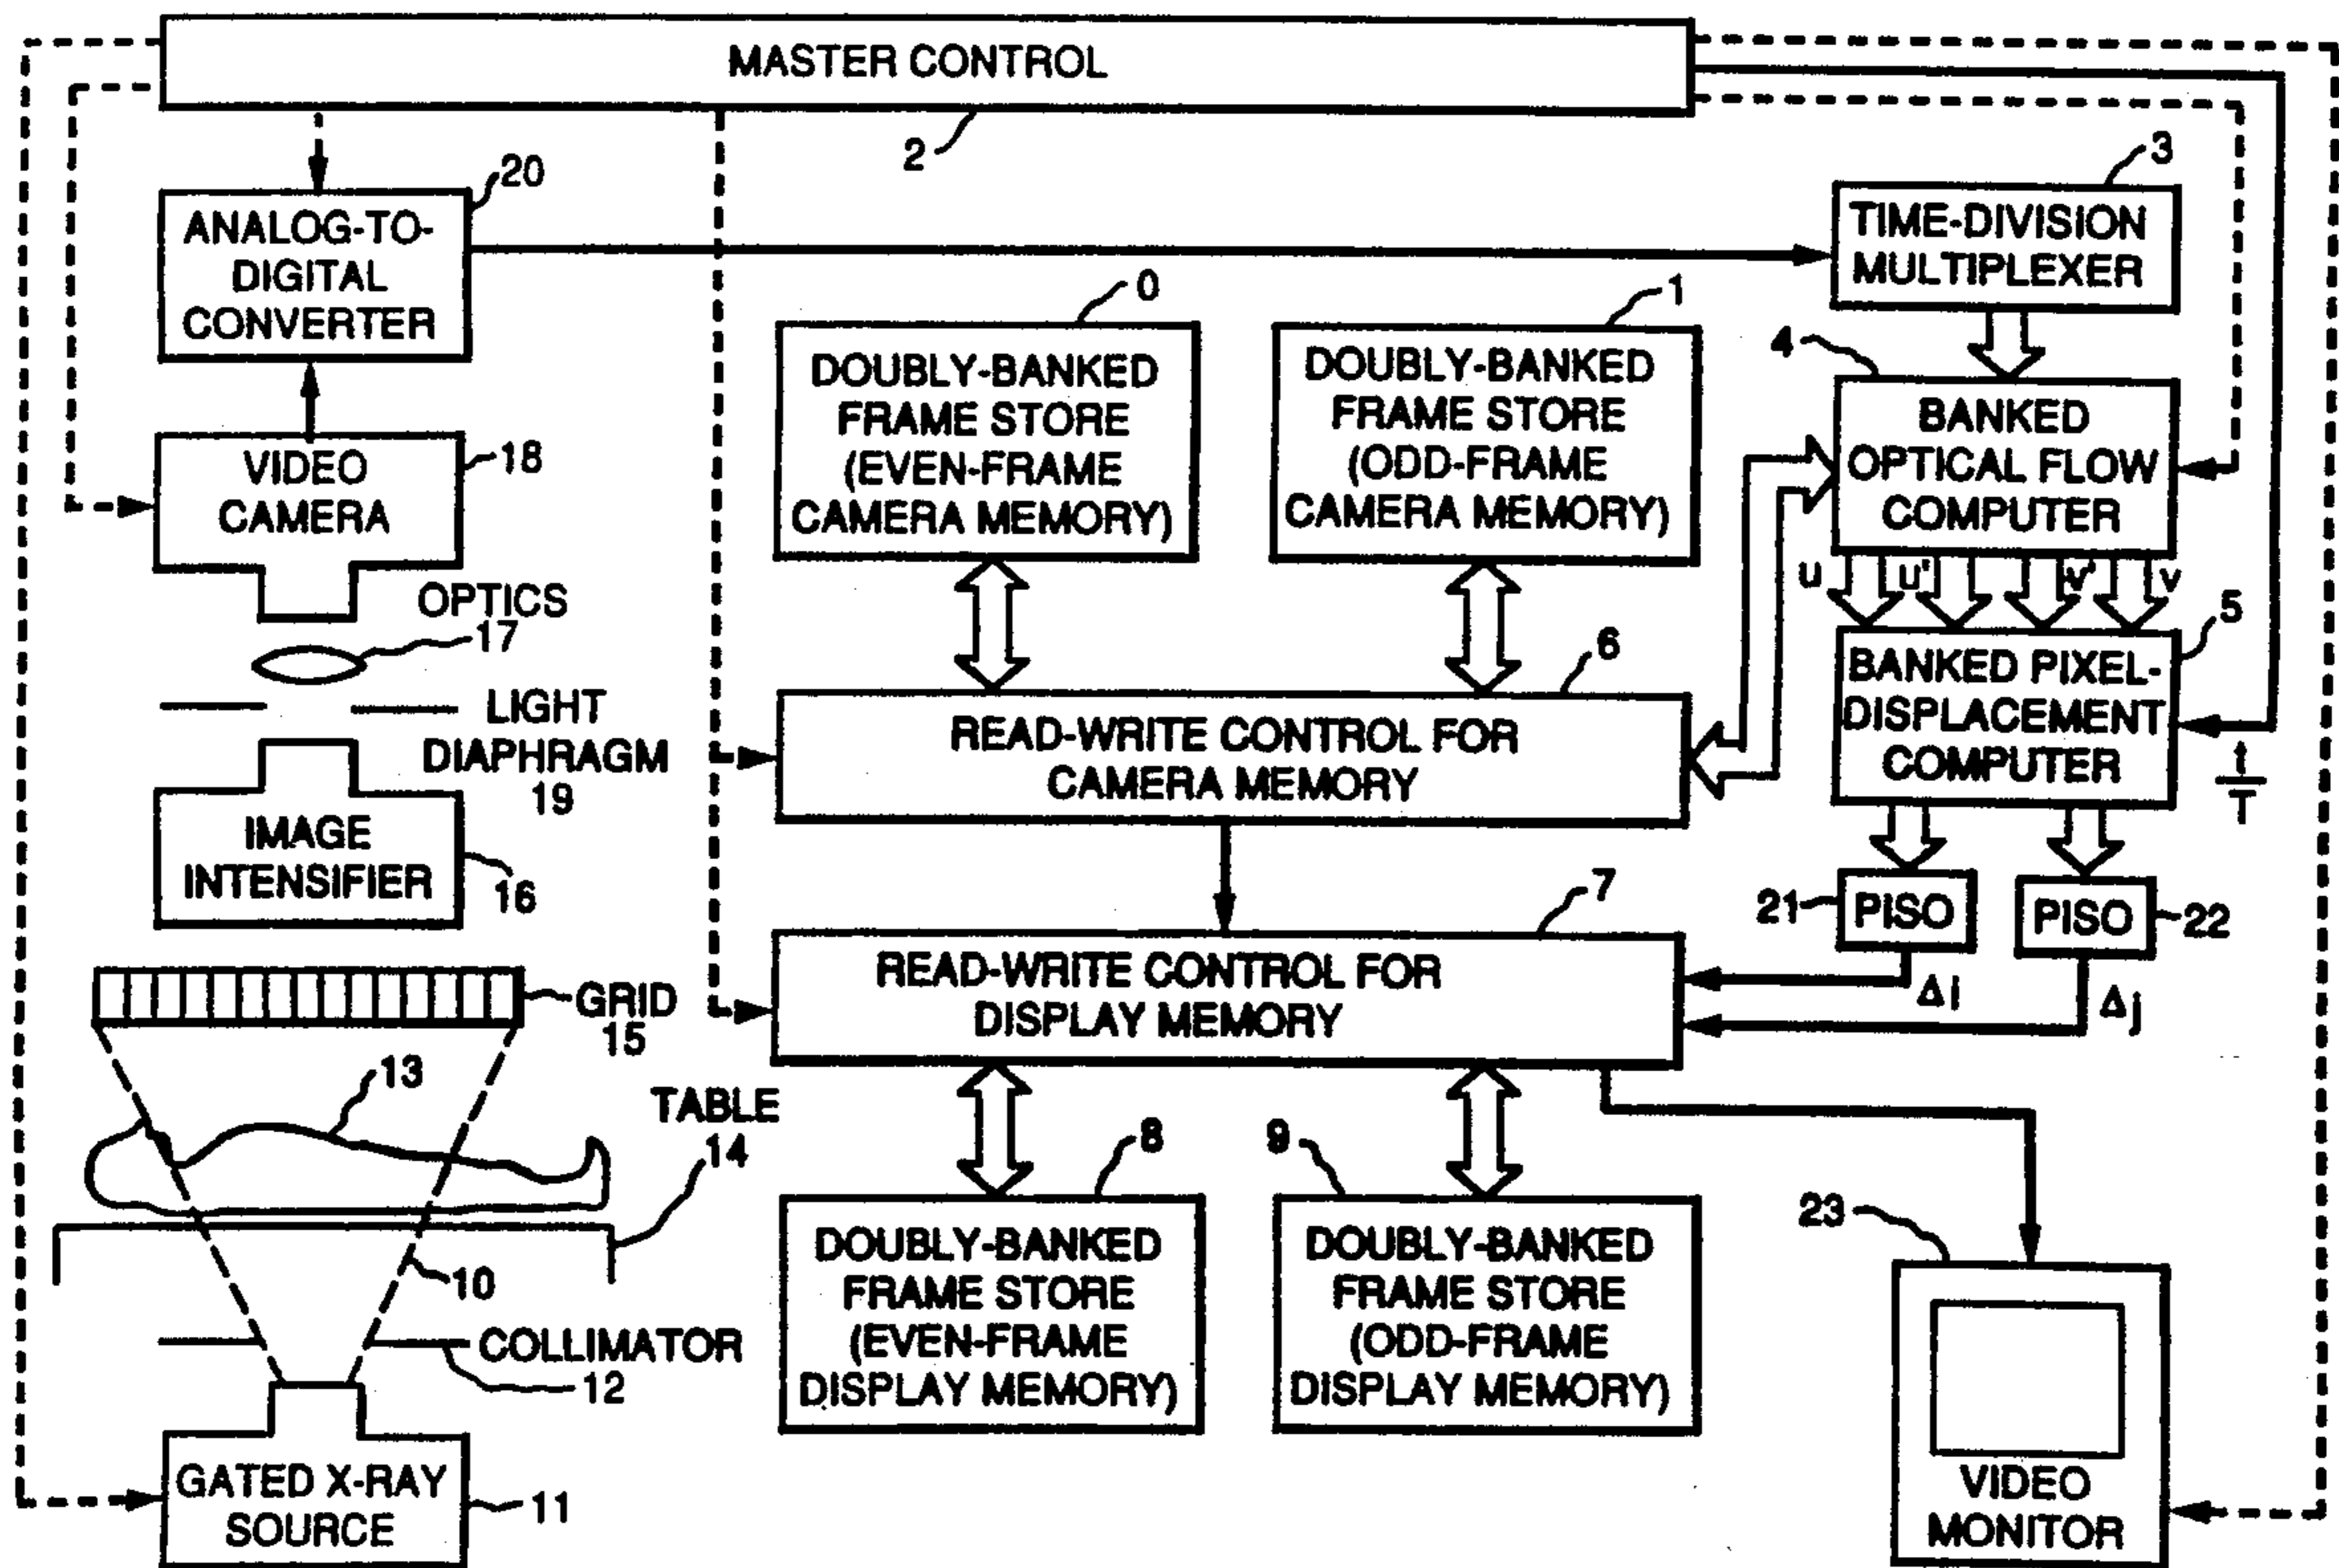 MASTER CONTROL
2
20
ANALOG-TO-
DIGITAL
CONVERTER
3
TIME-DIVISION
MULTIPLEXER
0
DOUBLY-BANKED
FRAME STORE
(EVEN-FRAME
CAMERA MEMORY)
1
DOUBLY-BANKED
FRAME STORE
(ODD-FRAME
CAMERA MEMORY)
4
BANKED
OPTICAL FLOW
COMPUTER
u
u'
v'
v
VIDEO
CAMERA
18
OPTICS
17
LIGHT
DIAPHRAGM
19
IMAGE
INTENSIFIER
16
6
READ-WRITE CONTROL FOR
CAMERA MEMORY
5
BANKED PIXEL-
DISPLACEMENT
COMPUTER
t
T
21
PISO
PISO
22
Δi
Δj
7
READ-WRITE CONTROL FOR
DISPLAY MEMORY
GRID
15
13
TABLE
14
10
COLLIMATOR
12
GATED X-RAY
SOURCE
11
8
DOUBLY-BANKED
FRAME STORE
(EVEN-FRAME
DISPLAY MEMORY)
9
DOUBLY-BANKED
FRAME STORE
(ODD-FRAME
DISPLAY MEMORY)
23
VIDEO
MONITOR